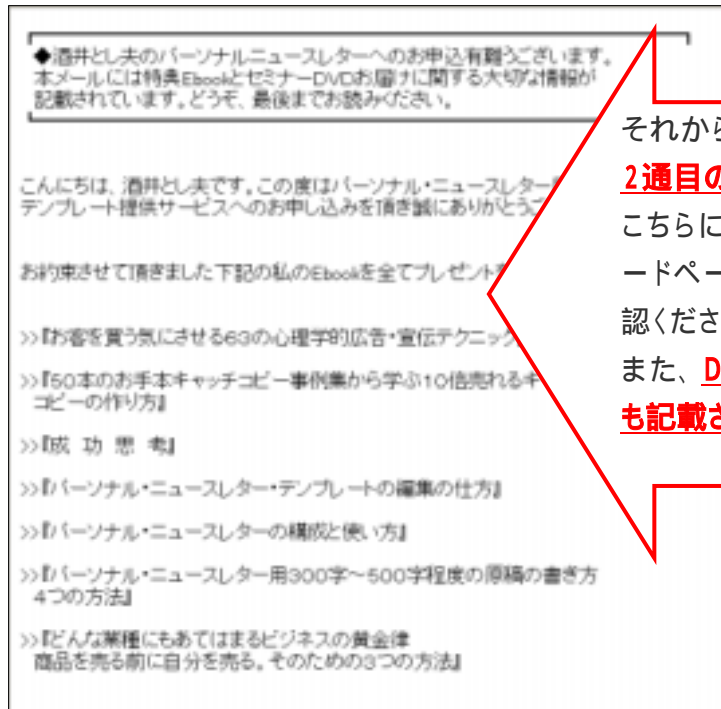 ◆酒井とし夫のパーソナルニュースレターへのお申込有難うございます。
本メールには特典EbookとセミナーDVDお届けに関する大切な情報が
記載されています。どうぞ、最後までお読みください。
こんにちは、酒井とし夫です。この度はパーソナル・ニュースレター
テンプレート提供サービスへのお申し込みを頂き誠にありがとうご
お約束させて頂きました下記の私のEbookを全てプレゼント
>>『お客を買う気にさせる63の心理学的広告・宣伝テクニック
>>『50本のお手本キャッチコピー事例集から学ぶ10倍売れるキ
コピーの作り方』
>>『成 功 思 考』
>>『パーソナル・ニュースレター・テンプレートの編集の仕方』
>>『パーソナル・ニュースレターの構成と使い方』
>>『パーソナル・ニュースレター用300字～500字程度の原稿の書き方
4つの方法』
>>『どんな業種にもあてはまるビジネスの黄金律
商品を売る前に自分を売る。そのための3つの方法』
それから
2通目の
こちらに
ードペー
認くださ
また、D
も記載さ